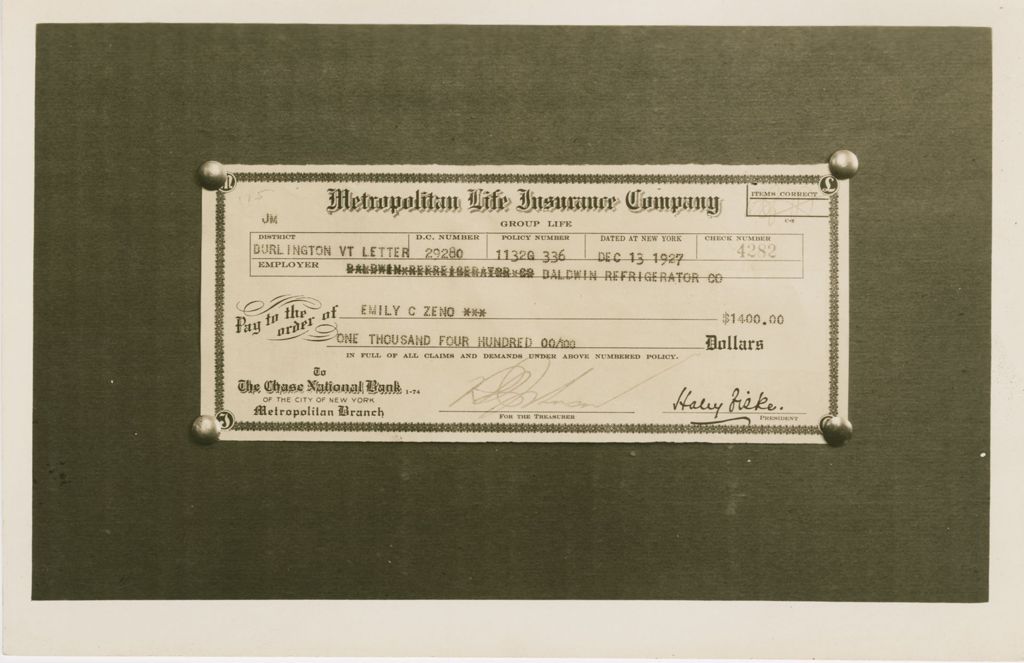 Metropolitan Life Insurance Company
ITEMS CORRECT
C-8
GROUP LIFE
JM
DISTRICT D.C. NUMBER POLICY NUMBER DATED AT NEW YORK CHECK NUMBER
BURLINGTON VT LETTER 29280 1132G 336 DEC 13 1927 4282
EMPLOYER BALDWIN REFRIGERATOR CO
Pay to the order of EMILY C ZENO *** $1400.00
ONE THOUSAND FOUR HUNDRED 00/100 Dollars
IN FULL OF ALL CLAIMS AND DEMANDS UNDER ABOVE NUMBERED POLICY.
To
The Chase National Bank 1-74
OF THE CITY OF NEW YORK
Metropolitan Branch
FOR THE TREASURER
Haley Fiske.
PRESIDENT